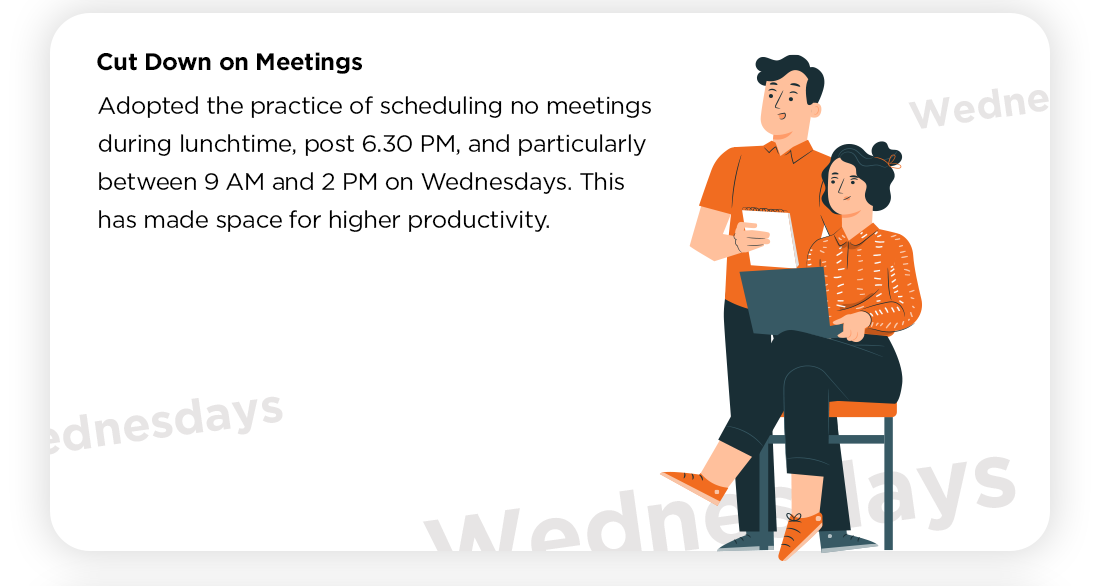 Cut Down on Meetings
Adopted the practice of scheduling no meetings
during lunchtime, post 6.30 PM, and particularly
between 9 AM and 2 PM on Wednesdays. This
has made space for higher productivity.
Wedne
ednesdays
Wednesdays